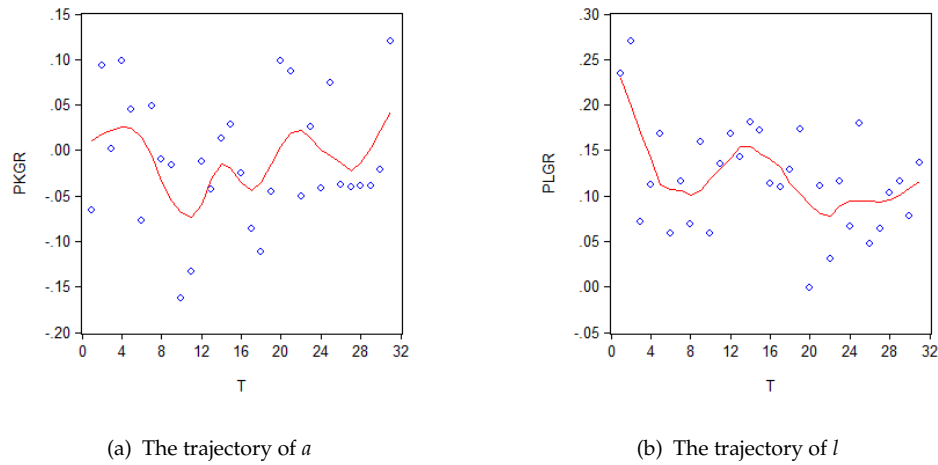 .15
.10
.05
.00
-.05
-.10
-.15
-.20
PKGR
0 4 8 12 16 20 24 28 32
T
(a) The trajectory of a
.30
.25
.20
.15
.10
.05
.00
-.05
PLGR
0 4 8 12 16 20 24 28 32
T
(b) The trajectory of l